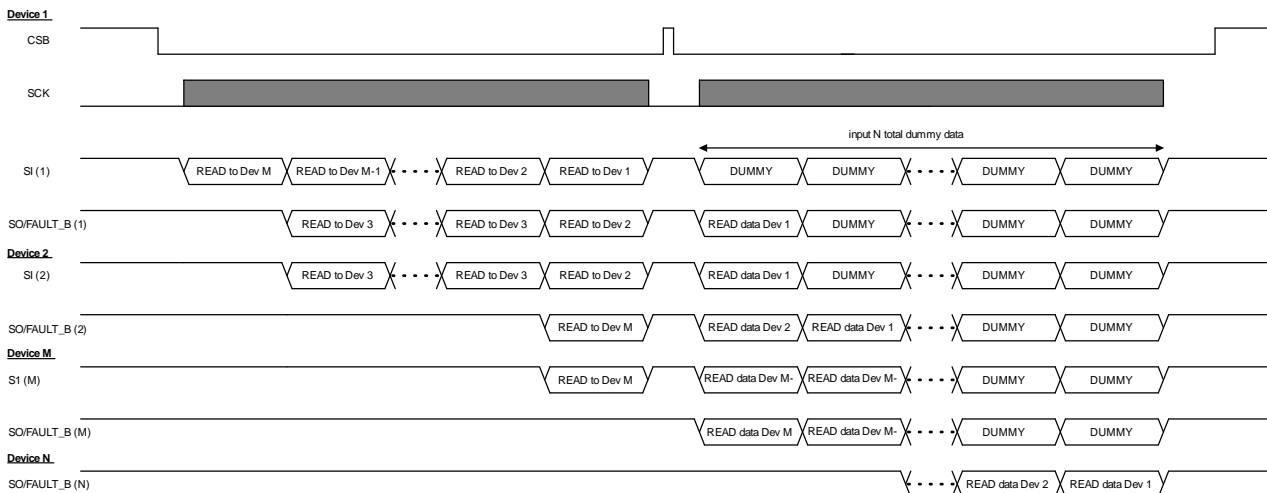 Device 1
CSB
SCK
input N total dummy data
SI (1) READ to Dev M READ to Dev M-1 READ to Dev 2 READ to Dev 1 DUMMY DUMMY DUMMY DUMMY
SO/FAULT_B (1) READ to Dev 3 READ to Dev 3 READ to Dev 2 READ data Dev 1 DUMMY DUMMY DUMMY
Device 2
SI (2) READ to Dev 3 READ to Dev 3 READ to Dev 2 READ data Dev 1 DUMMY DUMMY DUMMY
SO/FAULT_B (2) READ to Dev M READ data Dev 2 READ data Dev 1 DUMMY DUMMY
Device M
S1 (M) READ to Dev M READ data Dev M- READ data Dev M- DUMMY DUMMY
SO/FAULT_B (M) READ data Dev M READ data Dev M- DUMMY DUMMY
Device N
SO/FAULT_B (N) READ data Dev 2 READ data Dev 1